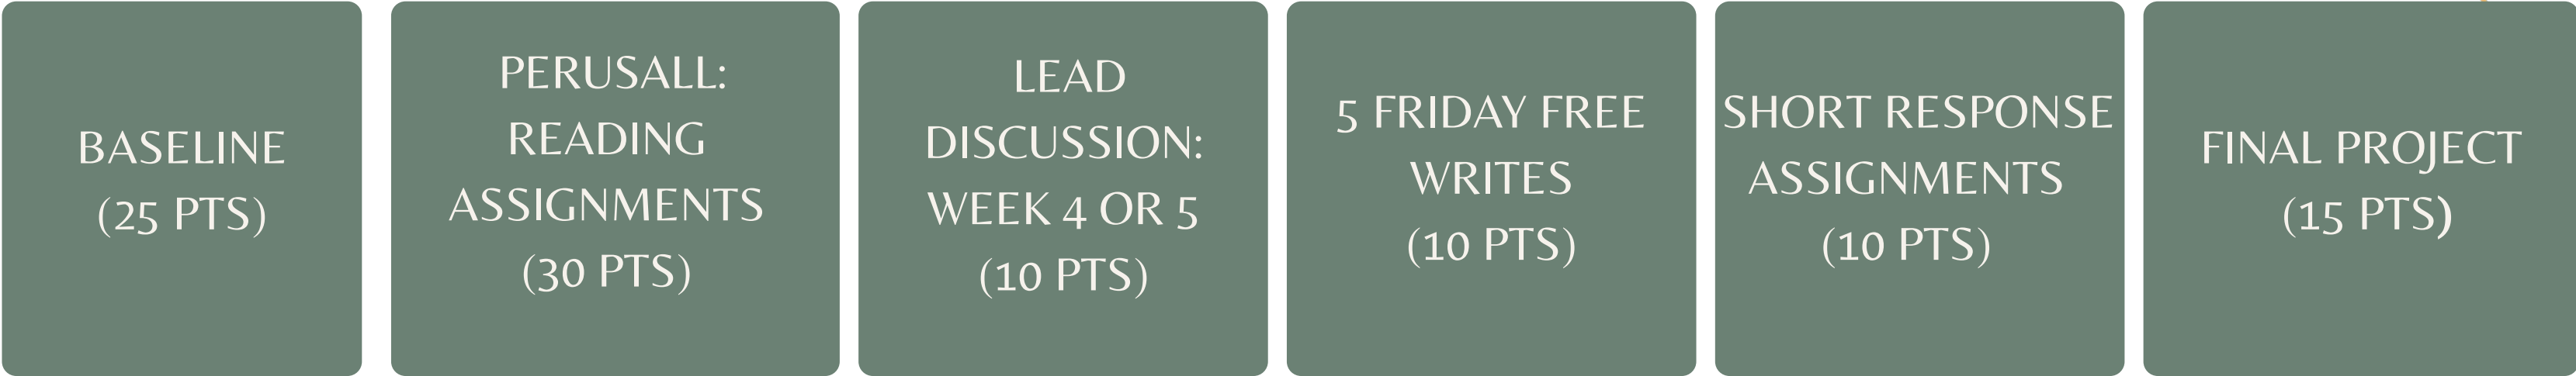 BASELINE
(25 PTS)
PERUSALL:
READING
ASSIGNMENTS
(30 PTS)
LEAD
DISCUSSION:
WEEK 4 OR 5
(10 PTS)
5 FRIDAY FREE
WRITES
(10 PTS)
SHORT RESPONSE
ASSIGNMENTS
(10 PTS)
FINAL PROJECT
(15 PTS)